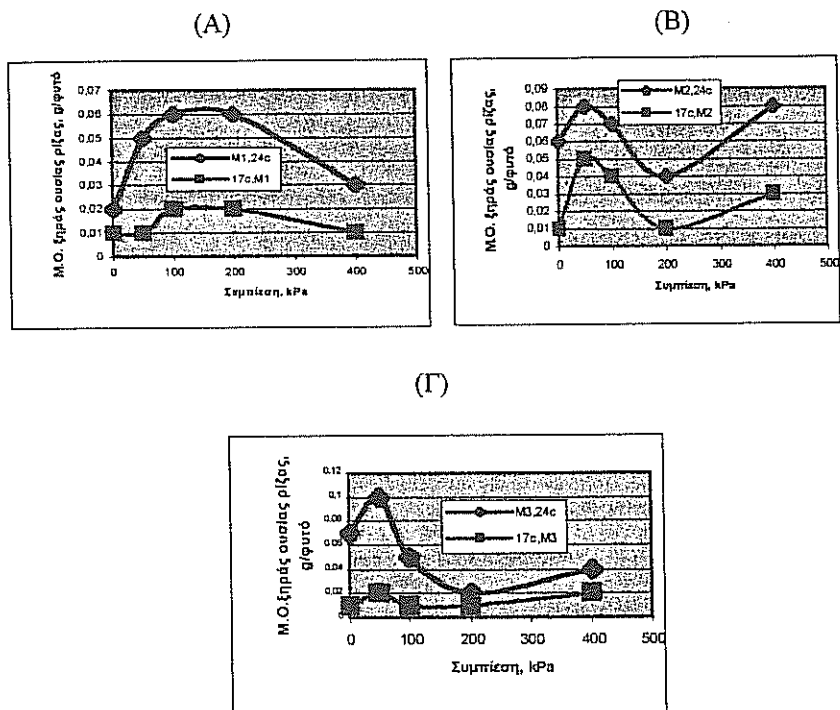 (Α)
Μ.Ο. ξηράς ουσίας ρίζας, g/φυτό
0,07
0,06
0,05
0,04
0,03
0,02
0,01
0
M1,24c
17c,M1
0 100 200 300 400 500
Συμπίεση, kPa
(Β)
Μ.Ο. ξηράς ουσίας ρίζας,
g/φυτό
0,09
0,08
0,07
0,06
0,05
0,04
0,03
0,02
0,01
0
M2,24c
17c,M2
0 100 200 300 400 500
Συμπίεση, kPa
(Γ)
Μ.Ο.ξηράς ουσίας ρίζας,
g/φυτό
0,12
0,1
0,08
0,06
0,04
0,02
0
M3,24c
17c,M3
0 100 200 300 400 500
Συμπίεση, kPa